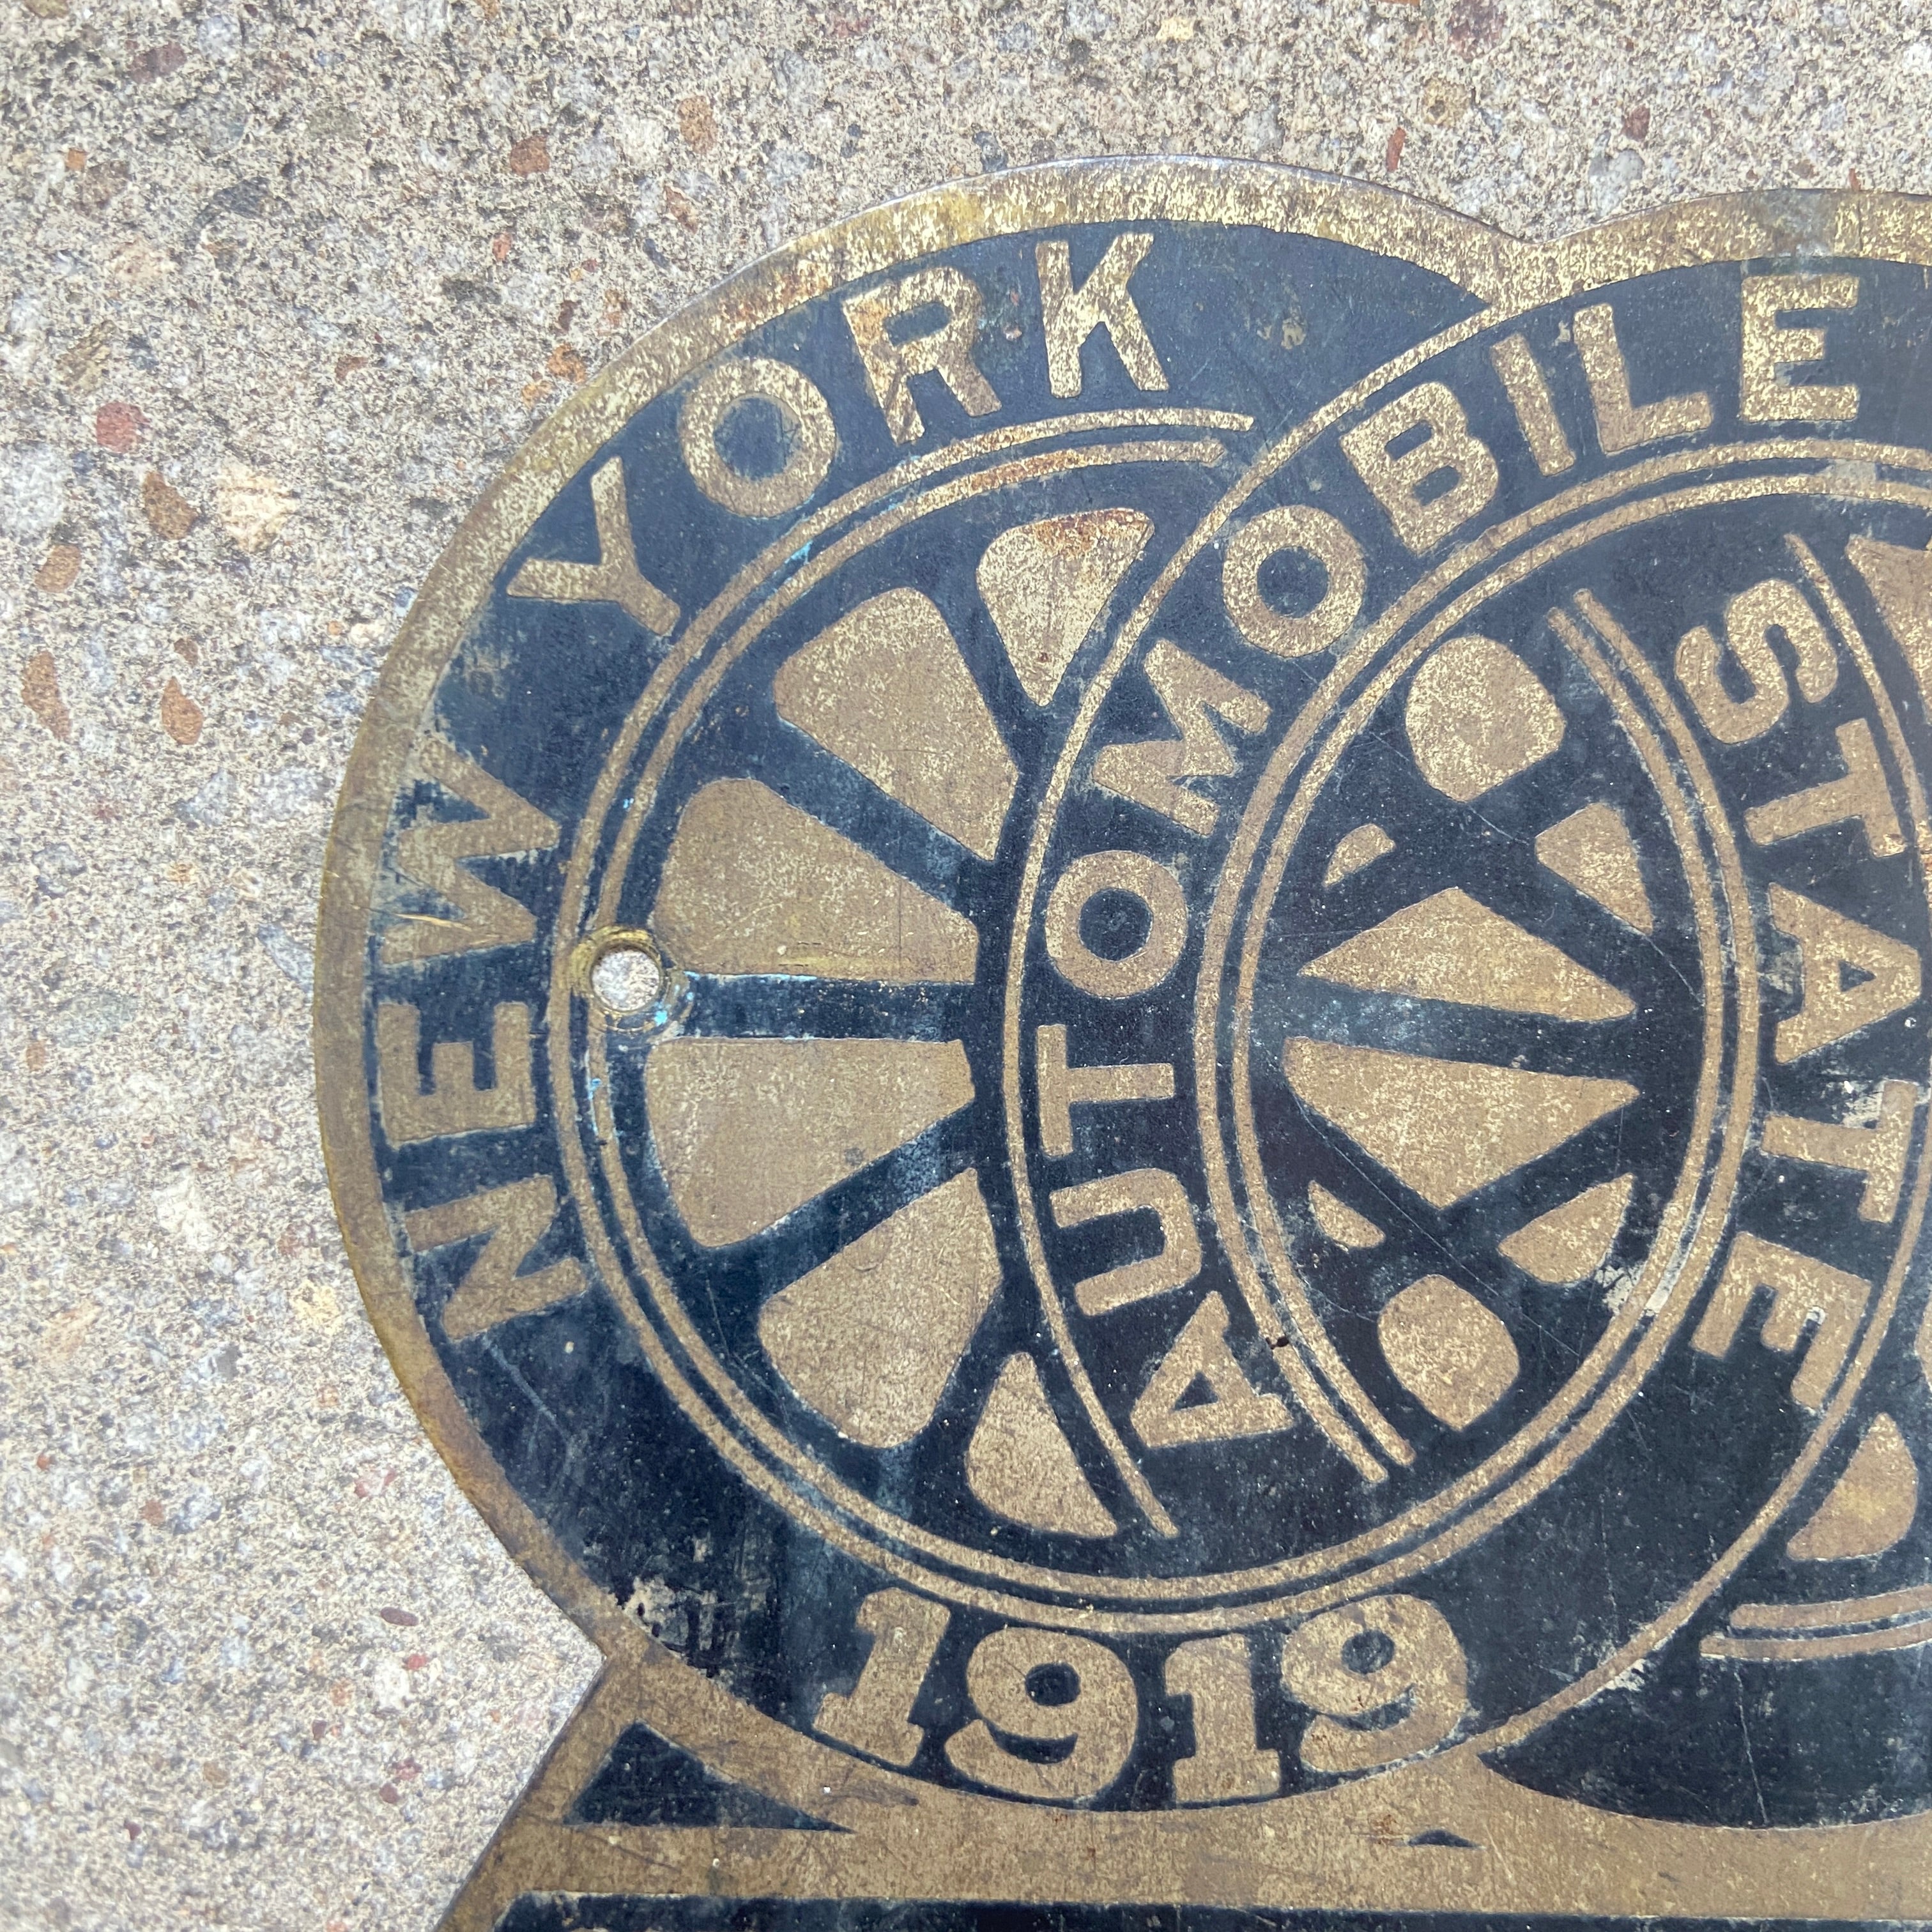 NEW YORK
STATE
AUTOMOBILE
1919